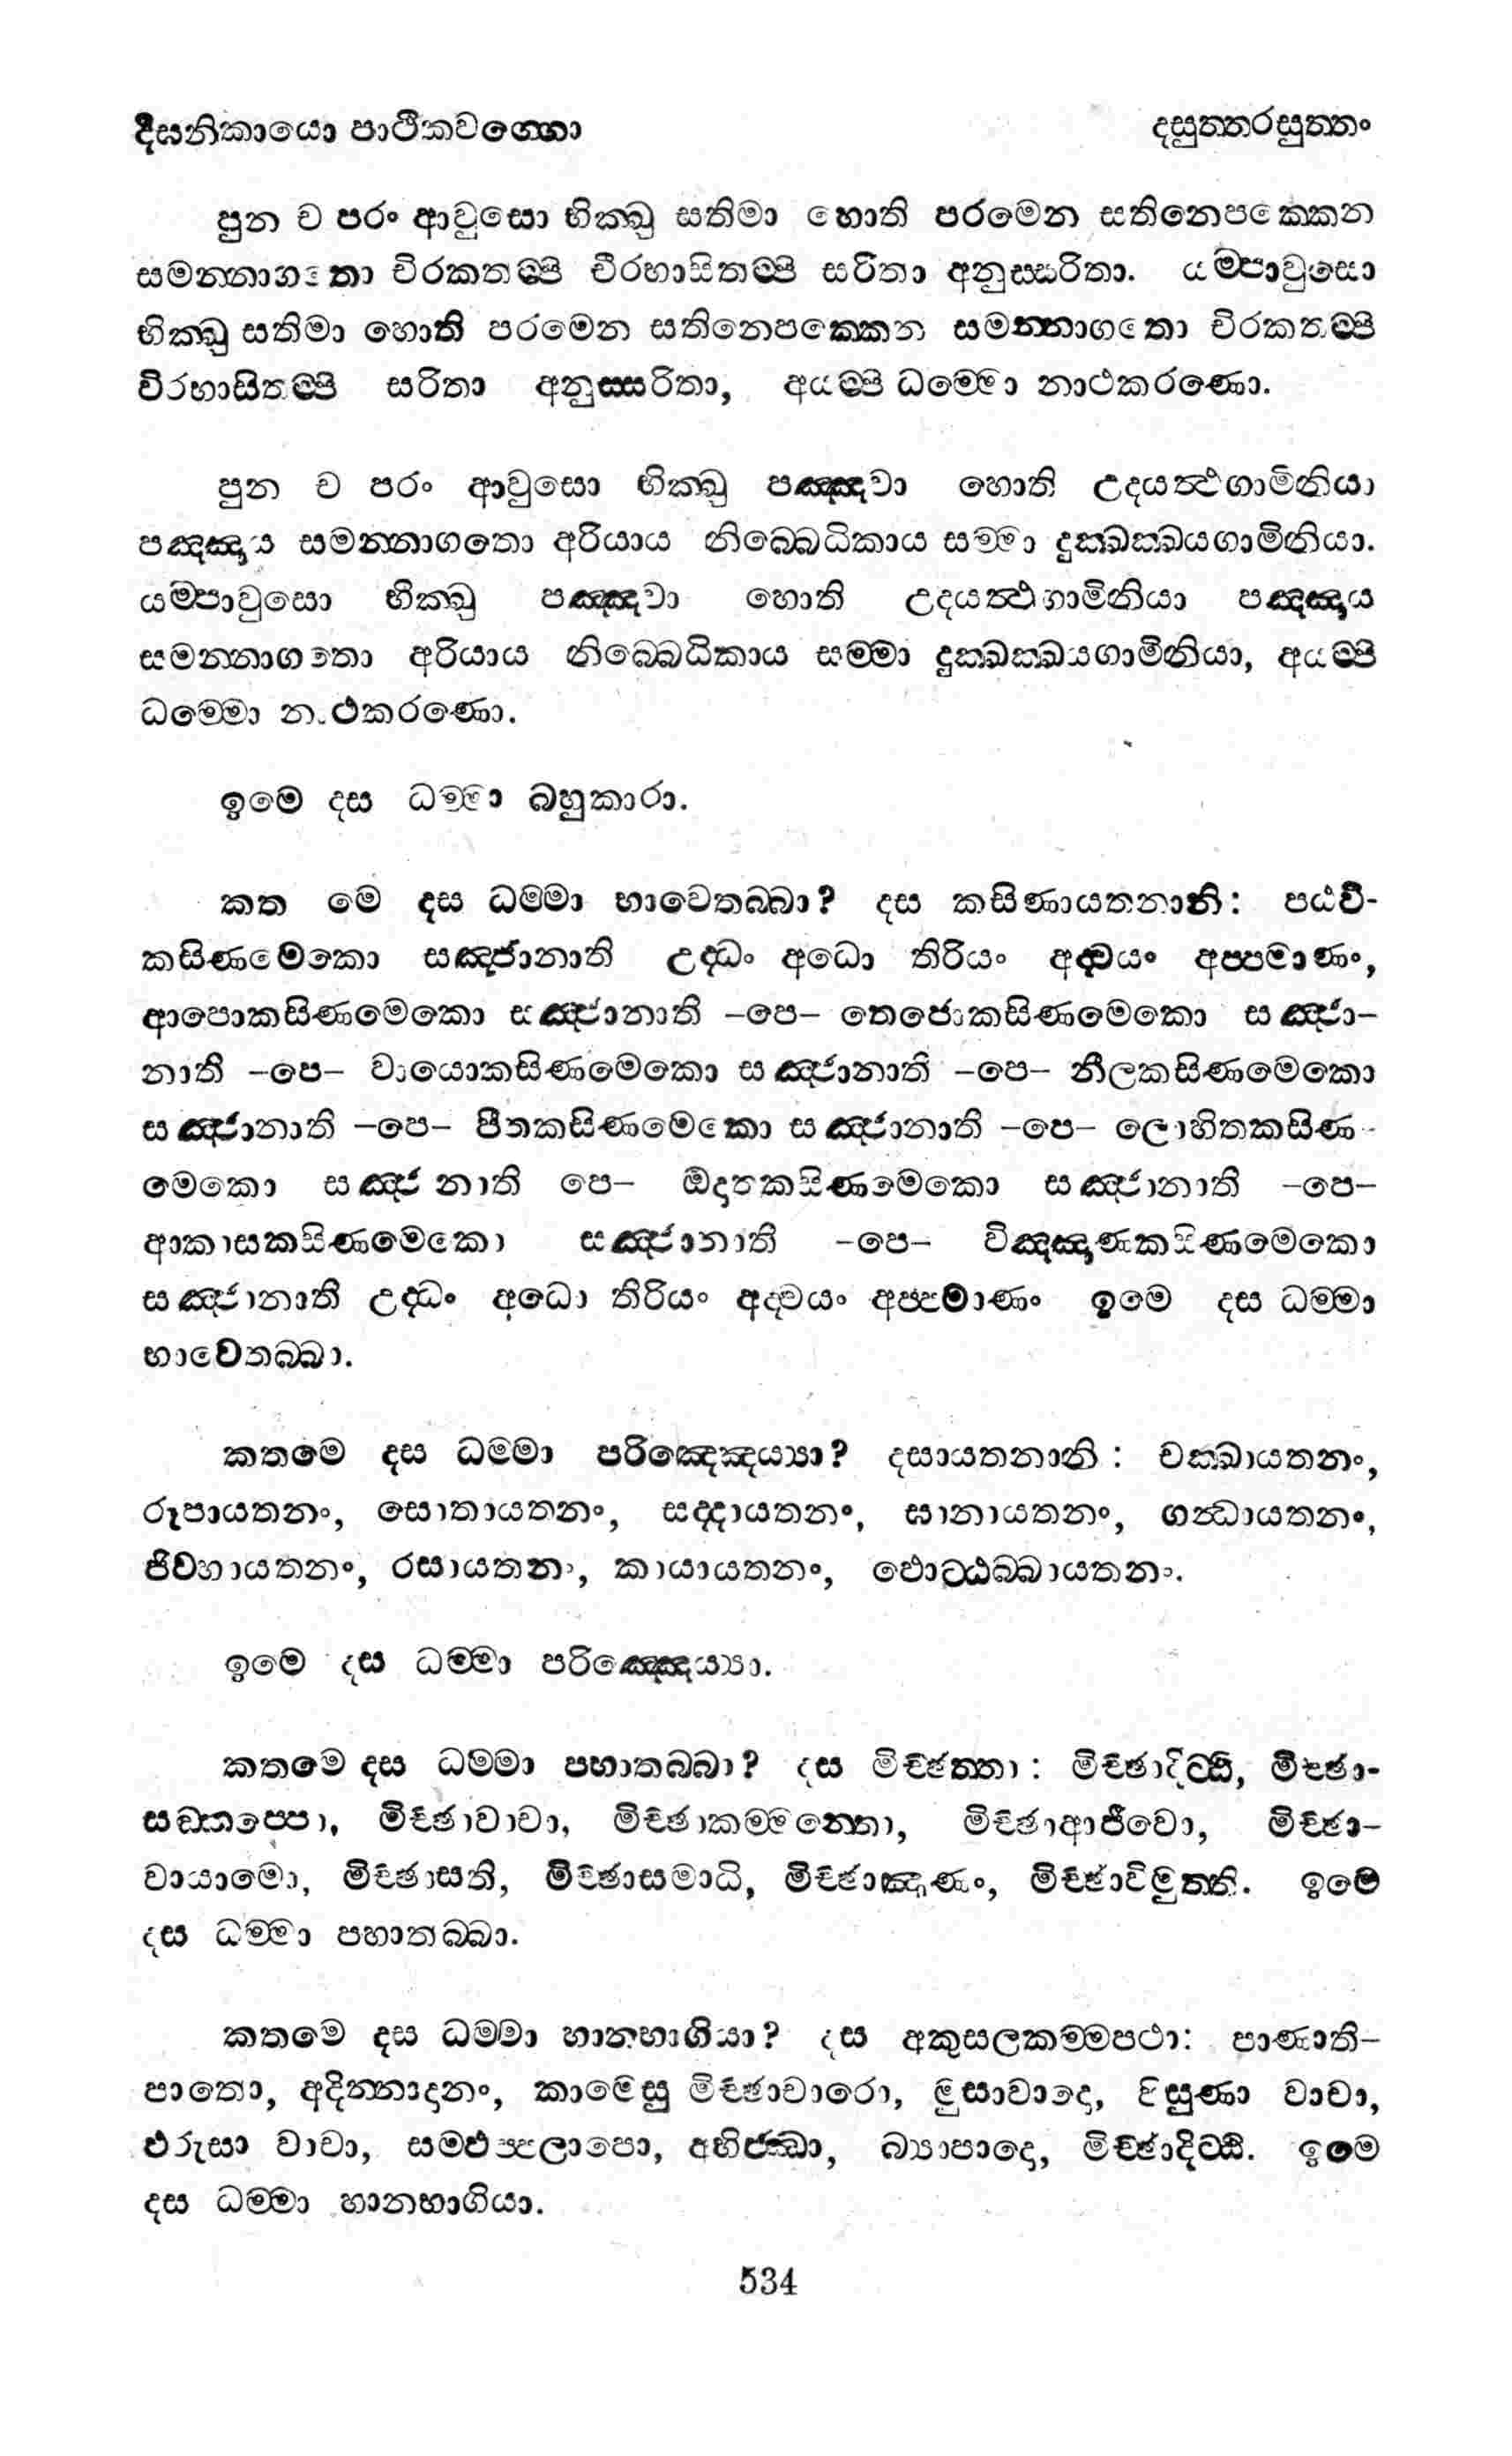 දීඝනිකායො පාථිකවග්ගො
දසුත්තරසුත්තං
පුන ච පරං ආවුසො භික්ඛු සතිමා හොති පරමෙන සතිනෙපක්කෙන
සමන්නාගතො චිරකතම්පි චිරභාසිතම්පි සරිතා අනුස්සරිතා. යම්පාවුසො
භික්ඛු සතිමා හොති පරමෙන සතිනෙපක්කෙන සමන්නාගතො චිරකතම්පි
චිරභාසිතම්පි සරිතා අනුස්සරිතා, අයම්පි ධම්මො නාථකරණො.
පුන ච පරං ආවුසො භික්ඛු පඤ්ඤවා හොති උදයත්ථගාමිනියා
පඤ්ඤාය සමන්නාගතො අරියාය නිබ්බෙධිකාය සම්මා දුක්ඛක්ඛයගාමිනියා.
යම්පාවුසො භික්ඛු පඤ්ඤවා හොති උදයත්ථගාමිනියා පඤ්ඤාය
සමන්නාගතො අරියාය නිබ්බෙධිකාය සම්මා දුක්ඛක්ඛයගාමිනියා, අයම්පි
ධම්මො නාථකරණො.
ඉමෙ දස ධම්මා බහුකාරා.
කත මෙ දස ධම්මා භාවෙතබ්බා? දස කසිණායතනානි: පඨවී-
කසිණමෙකො සඤ්ජානාති උද්ධං අධො තිරියං අද්වයං අප්පමාණං,
ආපොකසිණමෙකො සඤ්ජානාති -පෙ- තෙජොකසිණමෙකො සඤ්ජා-
නාති -පෙ- වායොකසිණමෙකො සඤ්ජානාති -පෙ- නීලකසිණමෙකො
සඤ්ජානාති -පෙ- පීතකසිණමෙකො සඤ්ජානාති -පෙ- ලොහිතකසිණ-
මෙකො සඤ්ජානාති පෙ- ඔදාතකසිණමෙකො සඤ්ජානාති -පෙ-
ආකාසකසිණමෙකො සඤ්ජානාති -පෙ- විඤ්ඤාණකසිණමෙකො
සඤ්ජානාති උද්ධං අධො තිරියං අද්වයං අප්පමාණං ඉමෙ දස ධම්මා
භාවෙතබ්බා.
කතමෙ දස ධම්මා පරිඤ්ඤෙය්‍යා? දසායතනානි: චක්ඛායතනං,
රූපායතනං, සොතායතනං, සද්දායතනං, ඝානායතනං, ගන්ධායතනං,
ජිව්හායතනං, රසායතනං, කායායතනං, ඵොට්ඨබ්බායතනං.
ඉමෙ දස ධම්මා පරිඤ්ඤෙය්‍යා.
කතමෙ දස ධම්මා පහාතබ්බා? දස මිච්ඡත්තා: මිච්ඡාදිට්ඨි, මිච්ඡා-
සඞ්කප්පො, මිච්ඡාවාචා, මිච්ඡාකම්මන්තො, මිච්ඡාආජීවො, මිච්ඡා-
වායාමො, මිච්ඡාසති, මිච්ඡාසමාධි, මිච්ඡාඤාණං, මිච්ඡාවිමුත්ති. ඉමෙ
දස ධම්මා පහාතබ්බා.
කතමෙ දස ධම්මා හානභාගියා? දස අකුසලකම්මපථා: පාණාති-
පාතො, අදින්නාදානං, කාමෙසු මිච්ඡාචාරො, මුසාවාදො, පිසුණා වාචා,
ඵරුසා වාචා, සම්ඵප්පලාපො, අභිජ්ඣා, බ්‍යාපාදො, මිච්ඡාදිට්ඨි. ඉමෙ
දස ධම්මා හානභාගියා.
534